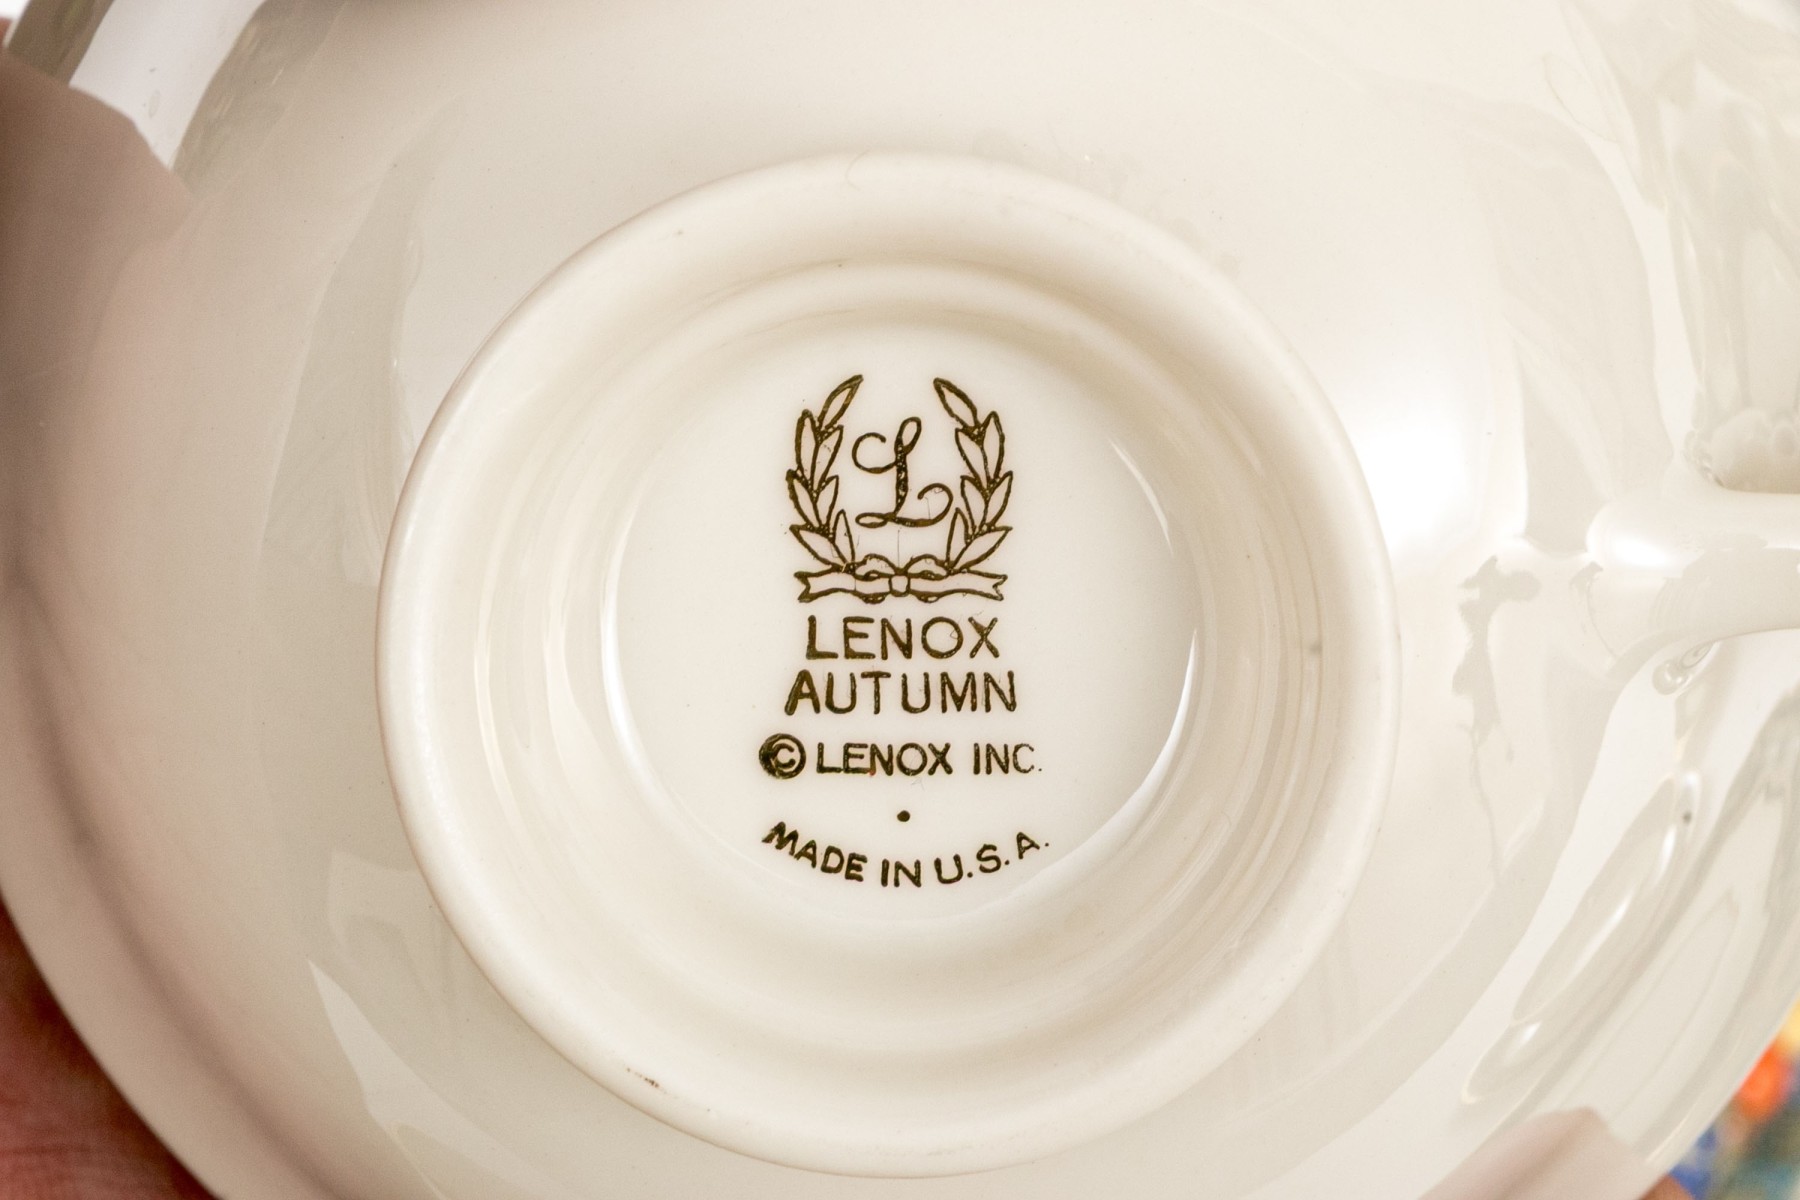 L
LENOX
AUTUMN
© LENOX INC.
MADE IN U.S.A.